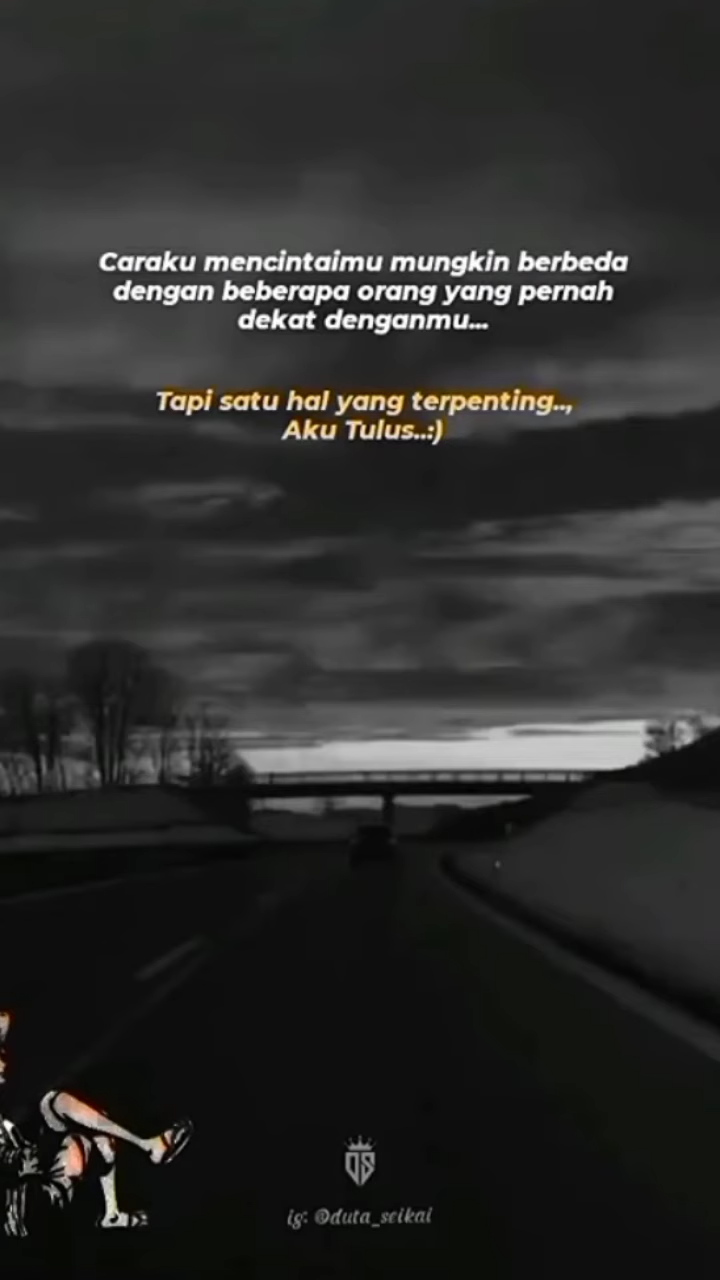 Caraku mencintaimu mungkin berbeda
dengan beberapa orang yang pernah
dekat denganmu...
Tapi satu hal yang terpenting..,
Aku Tulus..:)
DS
ig: @duta_seikai